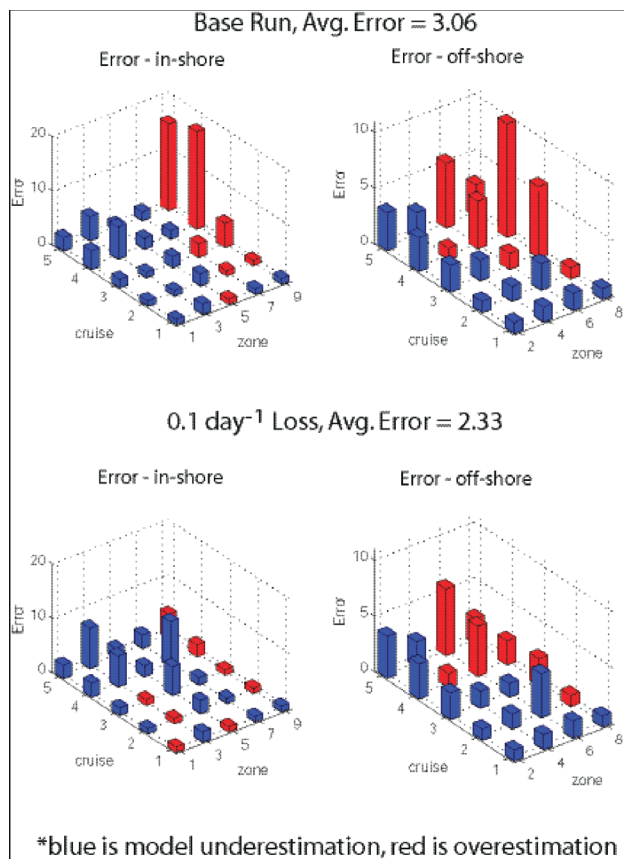 Base Run, Avg. Error = 3.06
Error - in-shore
Error - off-shore
20
10
0
Error
5
4
3
2
1
cruise
1
3
5
7
9
zone
10
5
0
Error
5
4
3
2
1
cruise
2
4
6
8
zone
0.1 day⁻¹ Loss, Avg. Error = 2.33
Error - in-shore
Error - off-shore
20
10
0
Error
5
4
3
2
1
cruise
1
3
5
7
9
zone
10
5
0
Error
5
4
3
2
1
cruise
2
4
6
8
zone
*blue is model underestimation, red is overestimation